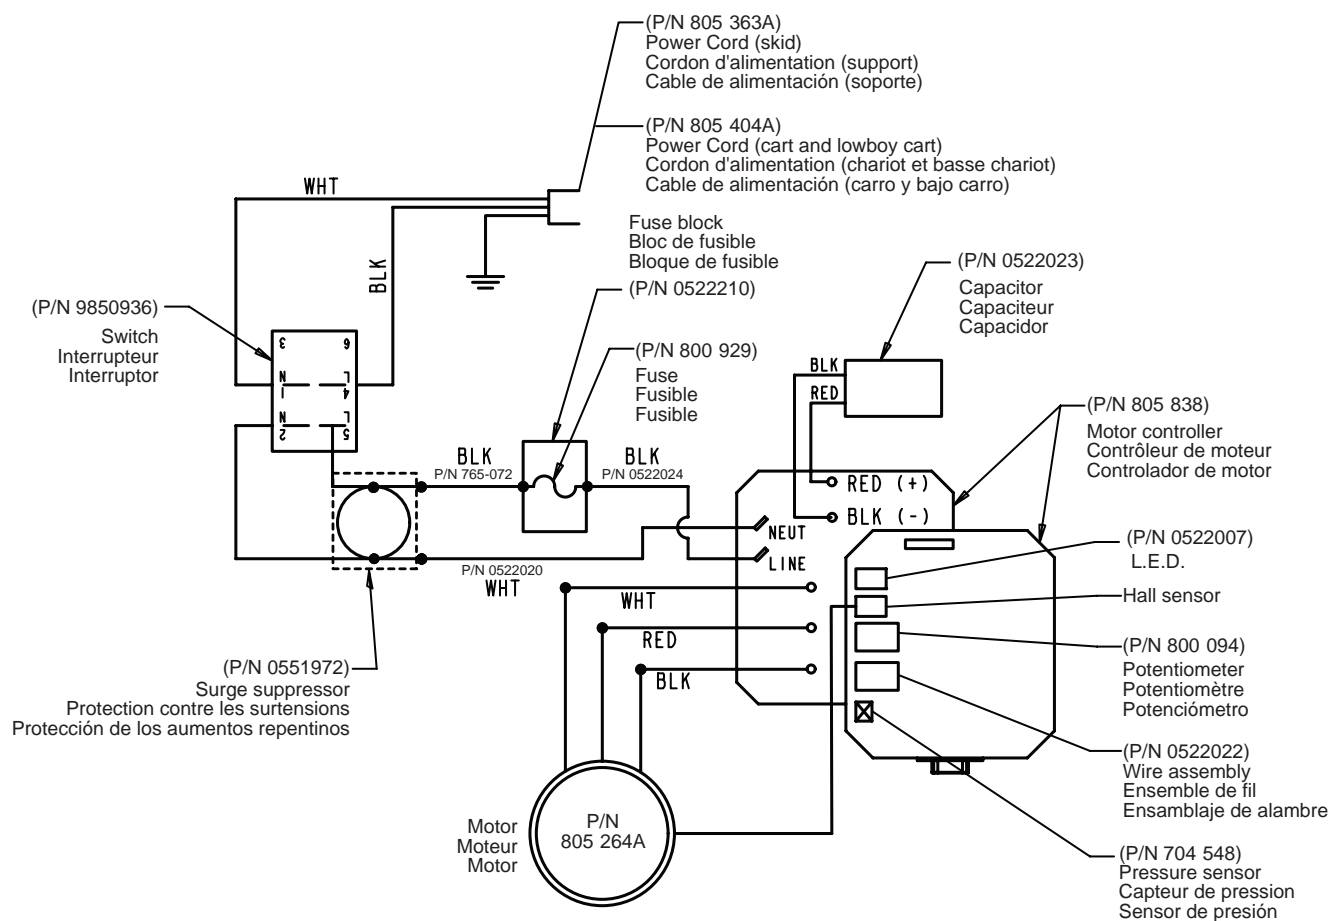 (P/N 805 363A)
Power Cord (skid)
Cordon d'alimentation (support)
Cable de alimentación (soporte)
(P/N 805 404A)
Power Cord (cart and lowboy cart)
Cordon d'alimentation (chariot et basse chariot)
Cable de alimentación (carro y bajo carro)
WHT
BLK
Fuse block
Bloc de fusible
Bloque de fusible
(P/N 0522210)
(P/N 0522023)
Capacitor
Capaciteur
Capacidor
(P/N 9850936)
Switch
Interrupteur
Interruptor
3 6
N L
1 4
N L
2 5
(P/N 800 929)
Fuse
Fusible
Fusible
BLK
RED
(P/N 805 838)
Motor controller
Contrôleur de moteur
Controlador de motor
BLK
P/N 765-072
BLK
P/N 0522024
RED (+)
BLK (-)
NEUT
LINE
P/N 0522020
WHT
(P/N 0522007)
L.E.D.
Hall sensor
WHT
RED
BLK
(P/N 800 094)
Potentiometer
Potentiomètre
Potenciómetro
(P/N 0551972)
Surge suppressor
Protection contre les surtensions
Protección de los aumentos repentinos
(P/N 0522022)
Wire assembly
Ensemble de fil
Ensamblaje de alambre
Motor
Moteur
Motor
P/N
805 264A
(P/N 704 548)
Pressure sensor
Capteur de pression
Sensor de presión